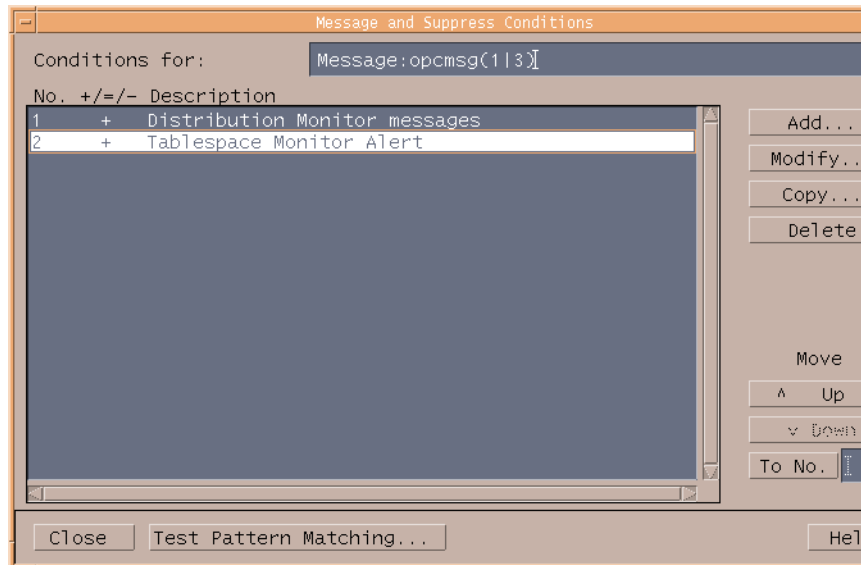 Message and Suppress Conditions
Conditions for: Message:opcmsg(1|3)
No. +/=/- Description
1 + Distribution Monitor messages
2 + Tablespace Monitor Alert
Add...
Modify..
Copy...
Delete
Move
^ Up
v Down
To No.
Close Test Pattern Matching... Hel